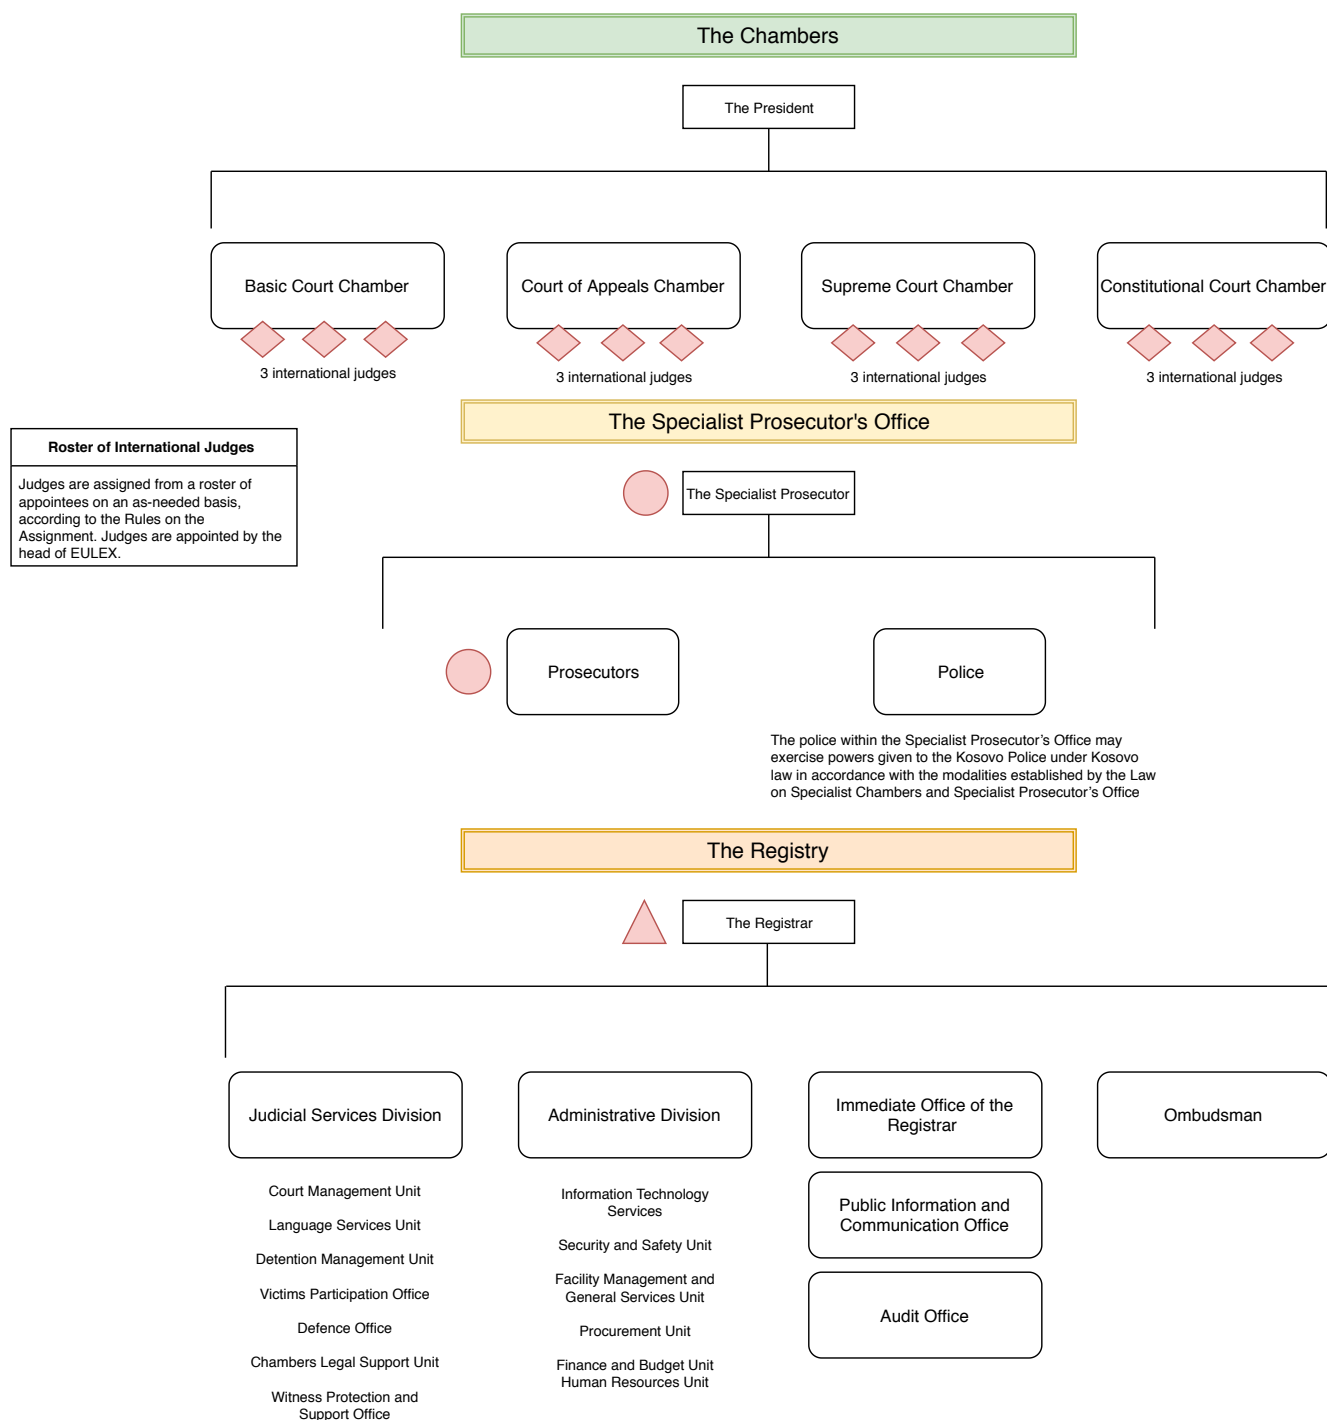 The Chambers
The President
Basic Court Chamber
Court of Appeals Chamber
Supreme Court Chamber
Constitutional Court Chamber
3 international judges
3 international judges
3 international judges
3 international judges
The Specialist Prosecutor's Office
Roster of International Judges
Judges are assigned from a roster of
appointees on an as-needed basis,
according to the Rules on the
Assignment. Judges are appointed by the
head of EULEX.
The Specialist Prosecutor
Prosecutors
Police
The police within the Specialist Prosecutor’s Office may
exercise powers given to the Kosovo Police under Kosovo
law in accordance with the modalities established by the Law
on Specialist Chambers and Specialist Prosecutor’s Office
The Registry
The Registrar
Judicial Services Division
Court Management Unit
Language Services Unit
Detention Management Unit
Victims Participation Office
Defence Office
Chambers Legal Support Unit
Witness Protection and
Support Office
Administrative Division
Information Technology
Services
Security and Safety Unit
Facility Management and
General Services Unit
Procurement Unit
Finance and Budget Unit
Human Resources Unit
Immediate Office of the
Registrar
Public Information and
Communication Office
Audit Office
Ombudsman